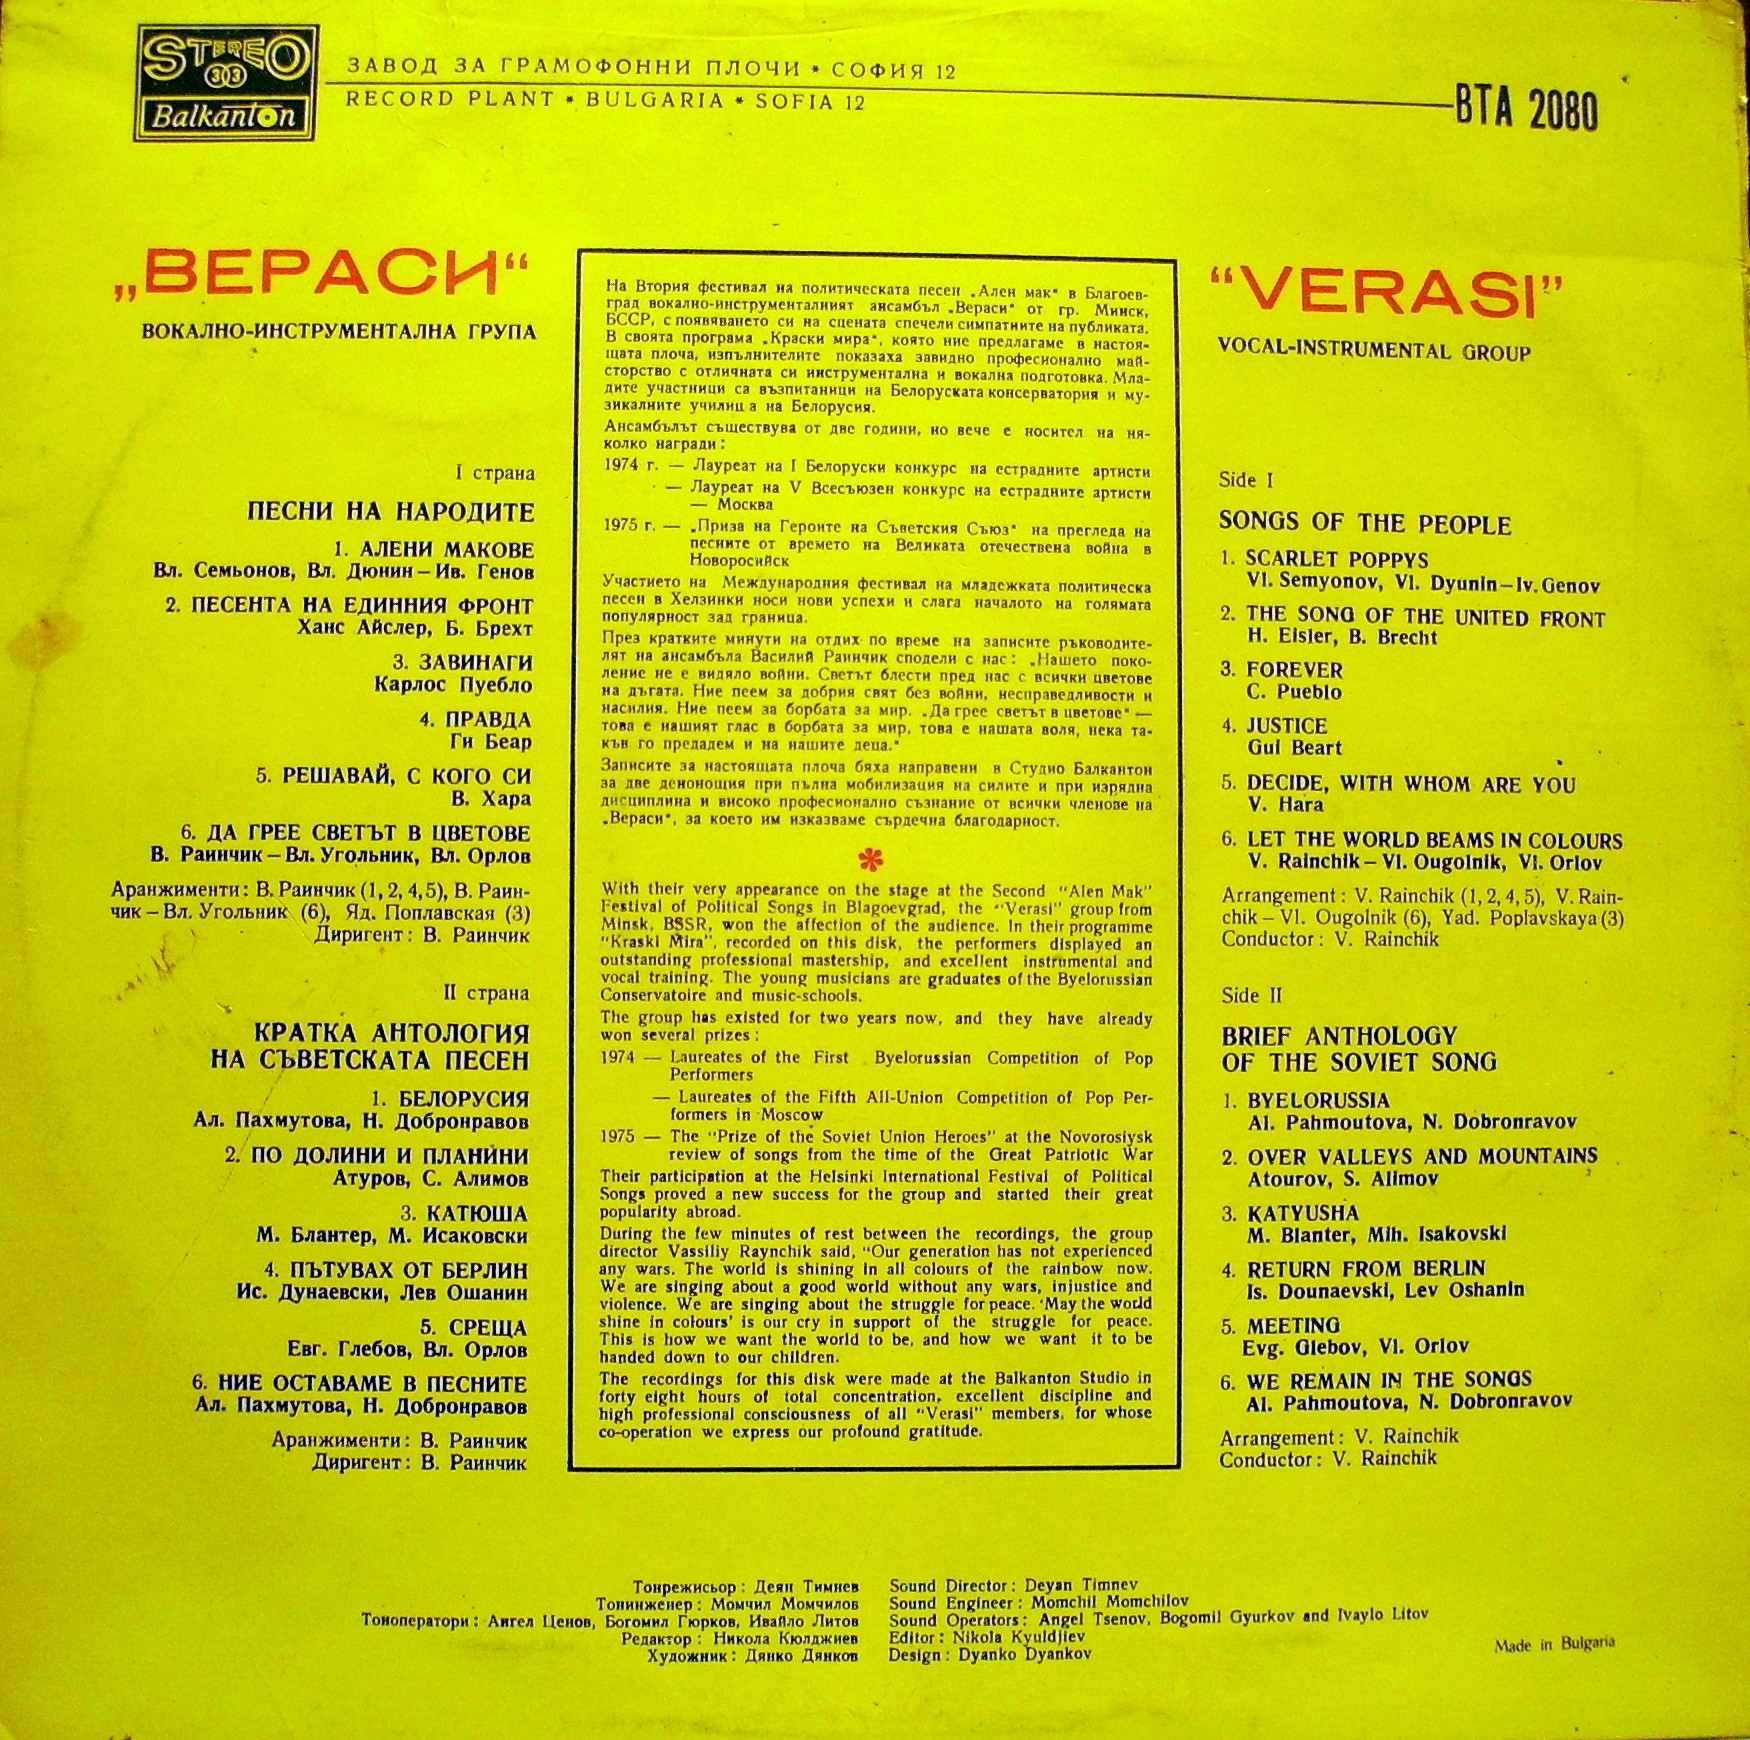 STEREO
33
Balkanton
ЗАВОД ЗА ГРАМОФОННИ ПЛОЧИ * СОФИЯ 12
RECORD PLANT * BULGARIA * SOFIA 12
BTA 2080
„ВЕРАСИ“
ВОКАЛНО-ИНСТРУМЕНТАЛНА ГРУПА
I страна
ПЕСНИ НА НАРОДИТЕ
1. АЛЕНИ МАКОВЕ
Вл. Семьонов, Вл. Дюнин – Ив. Генов
2. ПЕСЕНТА НА ЕДИННИЯ ФРОНТ
Ханс Айслер, Б. Брехт
3. ЗАВИНАГИ
Карлос Пуебло
4. ПРАВДА
Ги Беар
5. РЕШАВАЙ, С КОГО СИ
В. Хара
6. ДА ГРЕЕ СВЕТЪТ В ЦВЕТОВЕ
В. Раинчик – Вл. Угольник, Вл. Орлов
Аранжименти: В. Раинчик (1, 2, 4, 5), В. Раин-
чик – Вл. Угольник (6), Яд. Поплавская (3)
Диригент: В. Раинчик
II страна
КРАТКА АНТОЛОГИЯ
НА СЪВЕТСКАТА ПЕСЕН
1. БЕЛОРУСИЯ
Ал. Пахмутова, Н. Добронравов
2. ПО ДОЛИНИ И ПЛАНИНИ
Атуров, С. Алимов
3. КАТЮША
М. Блантер, М. Исаковски
4. ПЪТУВАХ ОТ БЕРЛИН
Ис. Дунаевски, Лев Ошанин
5. СРЕЩА
Евг. Глебов, Вл. Орлов
6. НИЕ ОСТАВАМЕ В ПЕСНИТЕ
Ал. Пахмутова, Н. Добронравов
Аранжименти: В. Раинчик
Диригент: В. Раинчик
На Втория фестивал на политическата песен „Ален мак“ в Благоев-
град вокално-инструменталният ансамбъл „Вераси“ от гр. Минск,
БССР, с появяването си на сцената спечели симпатиите на публиката.
В своята програма „Краски мира“, която ние предлагаме в настоя-
щата плоча, изпълнителите показаха завидно професионално май-
сторство с отличната си инструментална и вокална подготовка. Мла-
дите участници са възпитаници на Белоруската консерватория и му-
зикалните училища на Белорусия.
Ансамбълът съществува от две години, но вече е носител на ня-
колко награди:
1974 г. — Лауреат на I Белоруски конкурс на естрадните артисти
— Лауреат на V Всесъюзен конкурс на естрадните артисти
— Москва
1975 г. — „Приза на Героите на Съветския Съюз“ на прегледа на
песните от времето на Великата отечествена война в
Новоросийск
Участието на Международния фестивал на младежката политическа
песен в Хелзинки носи нови успехи и слага началото на голямата
популярност зад граница.
През кратките минути на отдих по време на записите ръководите-
лят на ансамбъла Василий Раинчик сподели с нас: „Нашето поко-
ление не е видяло войни. Светът блести пред нас с всички цветове
на дъгата. Ние пеем за добрия свят без войни, несправедливости и
насилия. Ние пеем за борбата за мир. „Да грее светът в цветове“ —
това е нашият глас в борбата за мир, това е нашата воля, нека та-
къв го предадем и на нашите деца.“
Записите за настоящата плоча бяха направени в Студио Балкантон
за две денонощия при пълна мобилизация на силите и при изрядна
дисциплина и високо професионално съзнание от всички членове на
„Вераси“, за което им изказваме сърдечна благодарност.
*
With their very appearance on the stage at the Second “Alen Mak”
Festival of Political Songs in Blagoevgrad, the “Verasi” group from
Minsk, BSSR, won the affection of the audience. In their programme
“Kraski Mira”, recorded on this disk, the performers displayed an
outstanding professional mastership, and excellent instrumental and
vocal training. The young musicians are graduates of the Byelorussian
Conservatoire and music-schools.
The group has existed for two years now, and they have already
won several prizes:
1974 — Laureates of the First Byelorussian Competition of Pop
Performers
— Laureates of the Fifth All-Union Competition of Pop Per-
formers in Moscow
1975 — The “Prize of the Soviet Union Heroes” at the Novorosiysk
review of songs from the time of the Great Patriotic War
Their participation at the Helsinki International Festival of Political
Songs proved a new success for the group and started their great
popularity abroad.
During the few minutes of rest between the recordings, the group
director Vassiliy Raynchik said, “Our generation has not experienced
any wars. The world is shining in all colours of the rainbow now.
We are singing about a good world without any wars, injustice and
violence. We are singing about the struggle for peace. ‘May the world
shine in colours’ is our cry in support of the struggle for peace.
This is how we want the world to be, and how we want it to be
handed down to our children.
The recordings for this disk were made at the Balkanton Studio in
forty eight hours of total concentration, excellent discipline and
high professional consciousness of all “Verasi” members, for whose
co-operation we express our profound gratitude.
“VERASI”
VOCAL-INSTRUMENTAL GROUP
Side I
SONGS OF THE PEOPLE
1. SCARLET POPPYS
Vl. Semyonov, Vl. Dyunin – Iv. Genov
2. THE SONG OF THE UNITED FRONT
H. Eisler, B. Brecht
3. FOREVER
C. Pueblo
4. JUSTICE
Gui Beart
5. DECIDE, WITH WHOM ARE YOU
V. Hara
6. LET THE WORLD BEAMS IN COLOURS
V. Rainchik – Vl. Ougolnik, Vl. Orlov
Arrangement: V. Rainchik (1, 2, 4, 5), V. Rain-
chik – Vl. Ougolnik (6), Yad. Poplavskaya (3)
Conductor: V. Rainchik
Side II
BRIEF ANTHOLOGY
OF THE SOVIET SONG
1. BYELORUSSIA
Al. Pahmoutova, N. Dobronravov
2. OVER VALLEYS AND MOUNTAINS
Atourov, S. Alimov
3. KATYUSHA
M. Blanter, Mih. Isakovski
4. RETURN FROM BERLIN
Is. Dounaevski, Lev Oshanin
5. MEETING
Evg. Glebov, Vl. Orlov
6. WE REMAIN IN THE SONGS
Al. Pahmoutova, N. Dobronravov
Arrangement: V. Rainchik
Conductor: V. Rainchik
Тонрежисьор: Деян Тимнев
Тонинженер: Момчил Момчилов
Тоноператори: Ангел Ценов, Богомил Гюрков, Ивайло Литов
Редактор: Никола Кюлджиев
Художник: Дянко Дянков
Sound Director: Deyan Timnev
Sound Engineer: Momchil Momchilov
Sound Operators: Angel Tsenov, Bogomil Gyurkov and Ivaylo Litov
Editor: Nikola Kyuldjiev
Design: Dyanko Dyankov
Made in Bulgaria